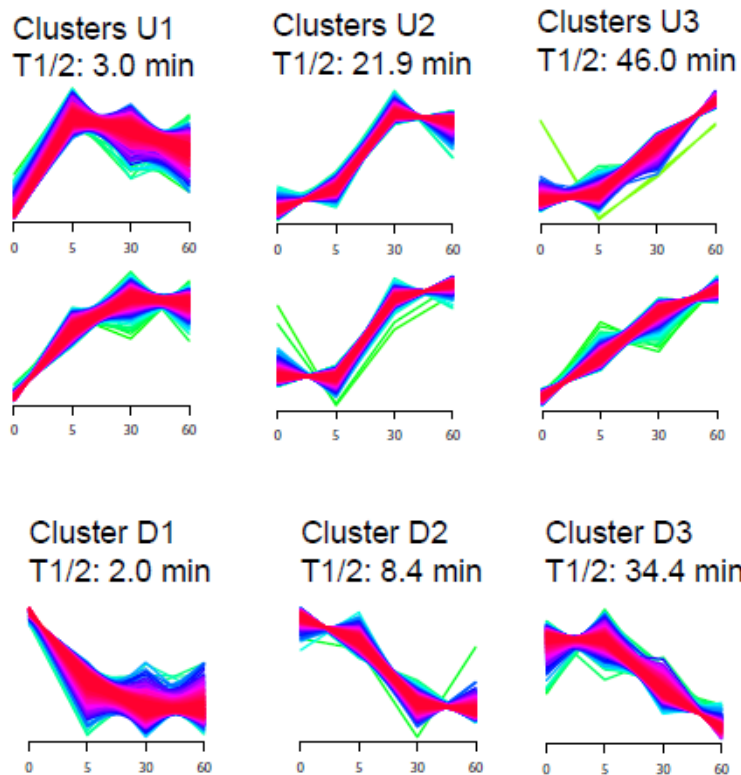 Clusters U1
T1/2: 3.0 min
Clusters U2
T1/2: 21.9 min
Clusters U3
T1/2: 46.0 min
0 5 30 60
0 5 30 60
0 5 30 60
0 5 30 60
0 5 30 60
0 5 30 60
Cluster D1
T1/2: 2.0 min
Cluster D2
T1/2: 8.4 min
Cluster D3
T1/2: 34.4 min
0 5 30 60
0 5 30 60
0 5 30 60